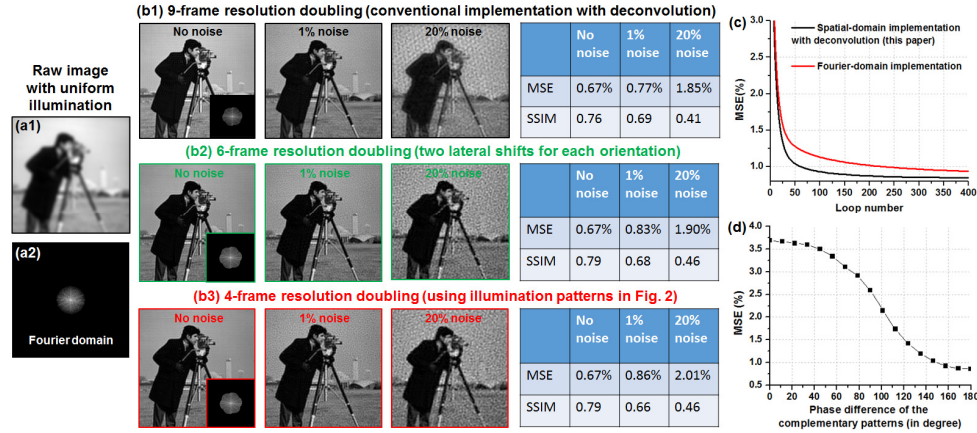 (b1) 9-frame resolution doubling (conventional implementation with deconvolution)
Raw image
with uniform
illumination
(a1)
(a2)
Fourier domain
No noise
1% noise
20% noise
No noise
1% noise
20% noise
MSE 0.67% 0.77% 1.85%
SSIM 0.76 0.69 0.41
(b2) 6-frame resolution doubling (two lateral shifts for each orientation)
No noise
1% noise
20% noise
No noise
1% noise
20% noise
MSE 0.67% 0.83% 1.90%
SSIM 0.79 0.68 0.46
(b3) 4-frame resolution doubling (using illumination patterns in Fig. 2)
No noise
1% noise
20% noise
No noise
1% noise
20% noise
MSE 0.67% 0.86% 2.01%
SSIM 0.79 0.66 0.46
(c)
3.0
2.5
2.0
1.5
1.0
MSE(%)
Spatial-domain implementation
with deconvolution (this paper)
Fourier-domain implementation
0 50 100 150 200 250 300 350 400
Loop number
(d)
4.0
3.5
3.0
2.5
2.0
1.5
1.0
0.5
MSE (%)
0 20 40 60 80 100 120 140 160 180
Phase difference of the
complementary patterns (in degree)